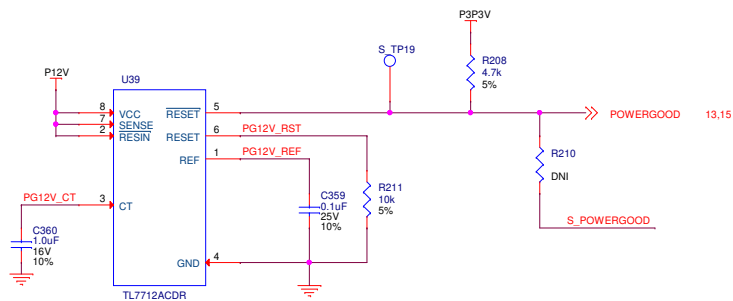 P3P3V
S_TP19
R208
4.7k
5%
P12V
U39
8
VCC
RESET
5
POWERGOOD
13,15
7
SENSE
2
RESIN
RESET
6
PG12V_RST
REF
1
PG12V_REF
R210
DNI
PG12V_CT
3
CT
C359
0.1uF
25V
10%
R211
10k
5%
S_POWERGOOD
C360
1.0uF
16V
10%
GND
4
TL7712ACDR